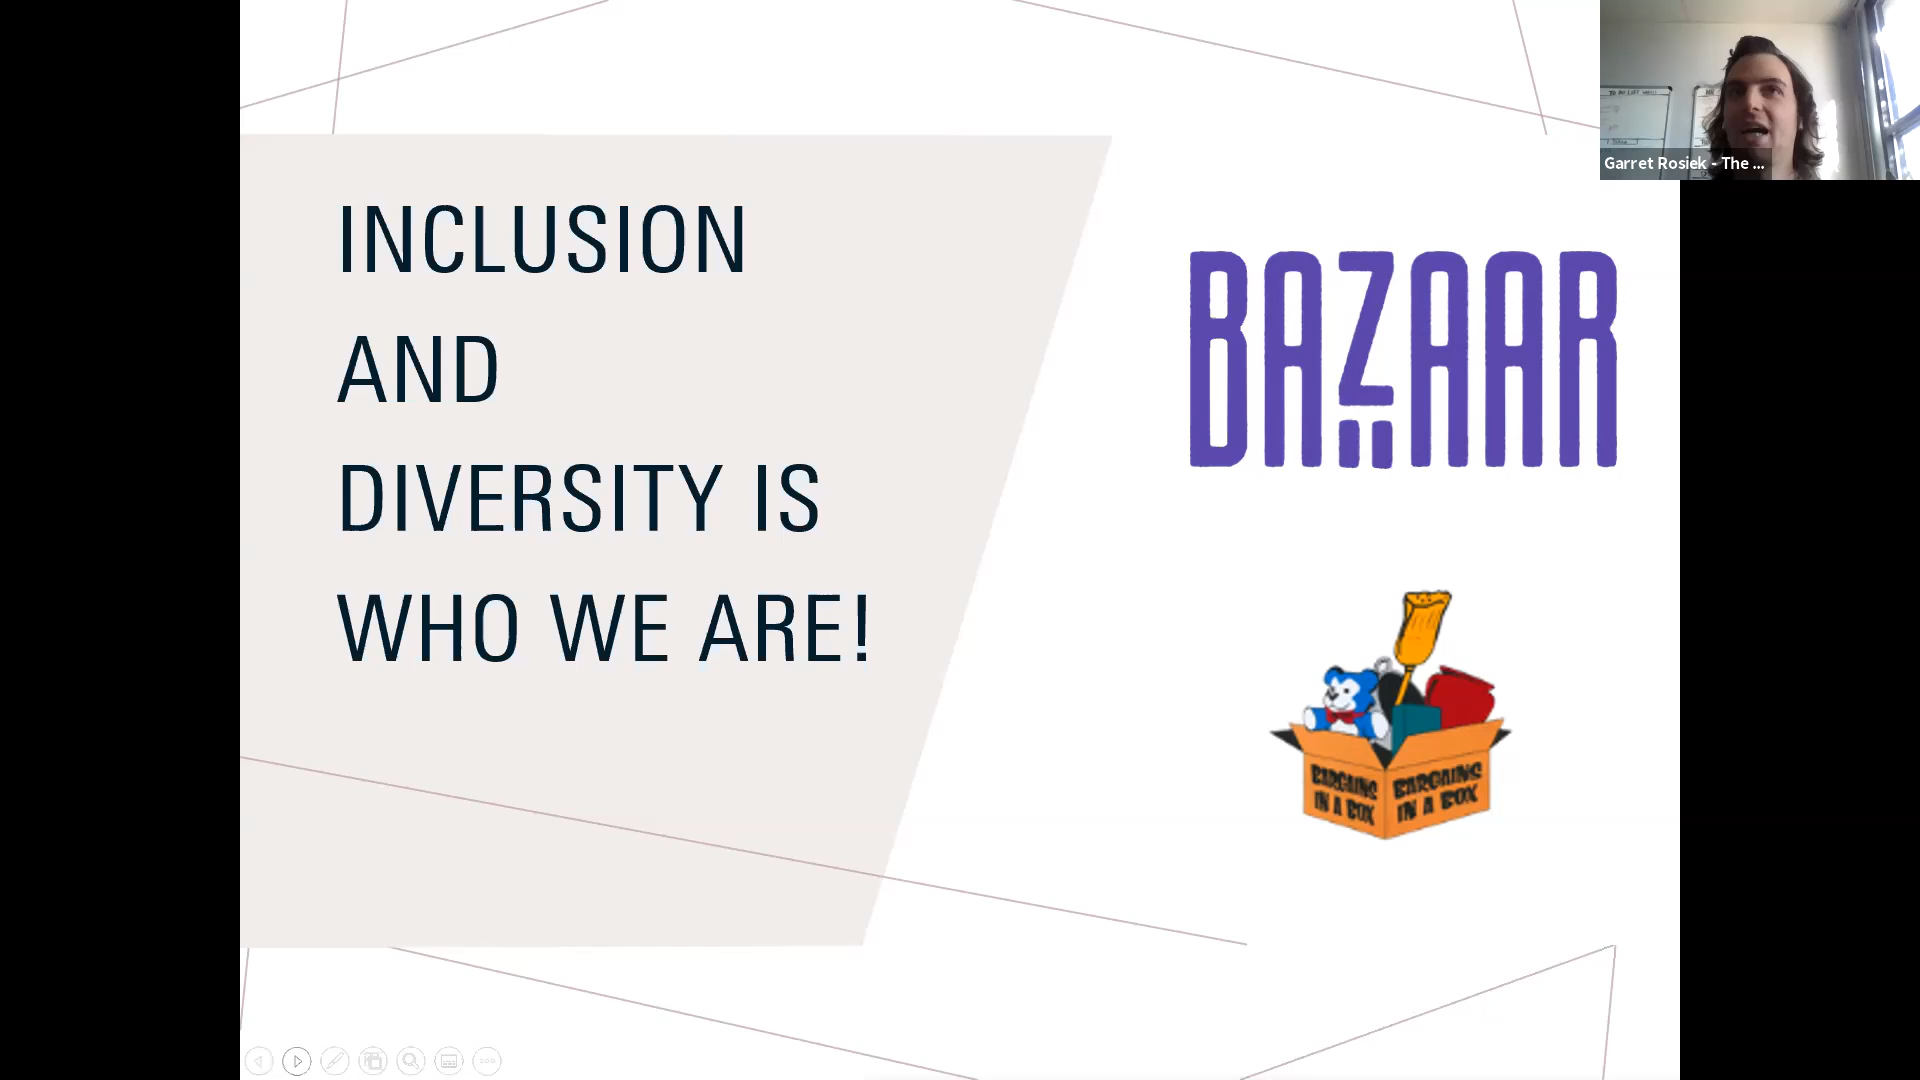 INCLUSION
AND
DIVERSITY IS
WHO WE ARE!
BAZAAR
BARGAINS
IN A BOX
BARGAINS
IN A BOX
Garret Rosiek - The ...